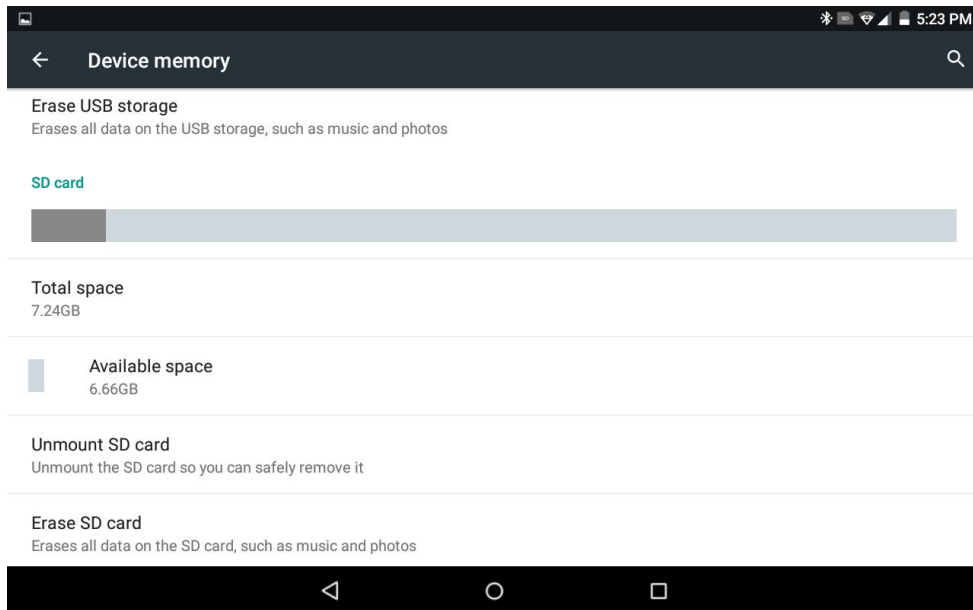 5:23 PM
Device memory
Erase USB storage
Erases all data on the USB storage, such as music and photos
SD card
Total space
7.24GB
Available space
6.66GB
Unmount SD card
Unmount the SD card so you can safely remove it
Erase SD card
Erases all data on the SD card, such as music and photos